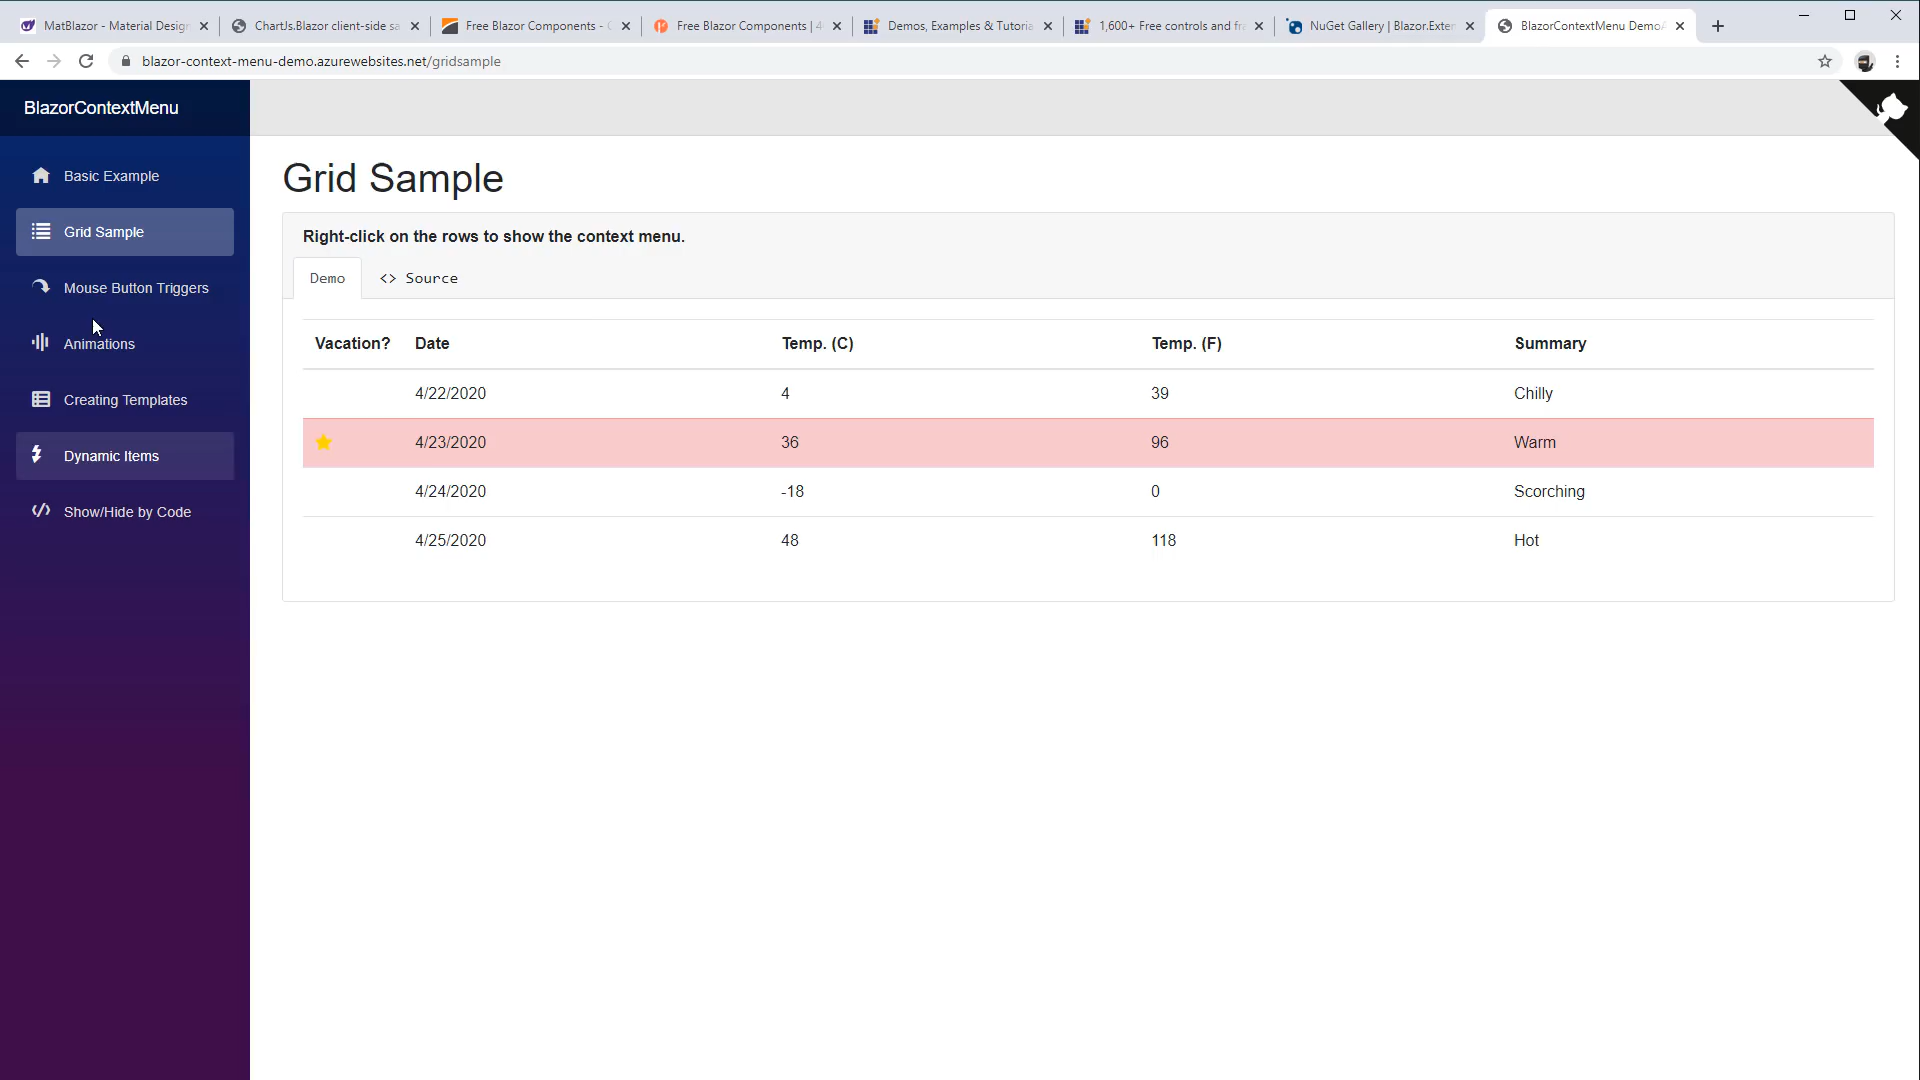 MatBlazor - Material Design
ChartJs.Blazor client-side sa
Free Blazor Components -
Free Blazor Components | 4
Demos, Examples & Tutoria
1,600+ Free controls and fr
NuGet Gallery | Blazor.Exten
BlazorContextMenu DemoA
blazor-context-menu-demo.azurewebsites.net/gridsample
BlazorContextMenu
Basic Example
Grid Sample
Mouse Button Triggers
Animations
Creating Templates
Dynamic Items
Show/Hide by Code
Grid Sample
Right-click on the rows to show the context menu.
Demo <> Source
Vacation? Date Temp. (C) Temp. (F) Summary
4/22/2020 4 39 Chilly
4/23/2020 36 96 Warm
4/24/2020 -18 0 Scorching
4/25/2020 48 118 Hot